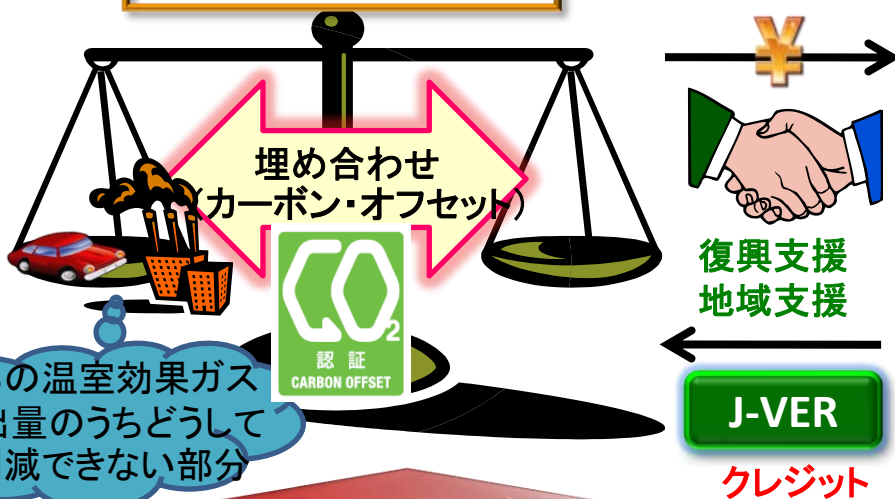 ¥
埋め合わせ
(カーボン・オフセット)
CO2
認証
CARBON OFFSET
復興支援
地域支援
の温室効果ガス
量のうちどうして
減できない部分
J-VER
クレジット